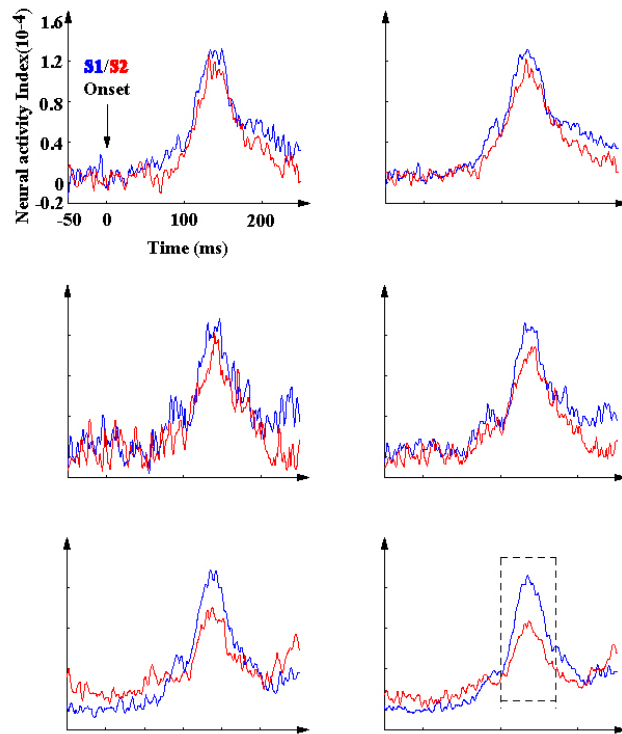 Neural activity Index(10-4)
1.6
1.2
0.8
0.4
0
-0.2
S1/S2
Onset
-50 0 100 200
Time (ms)